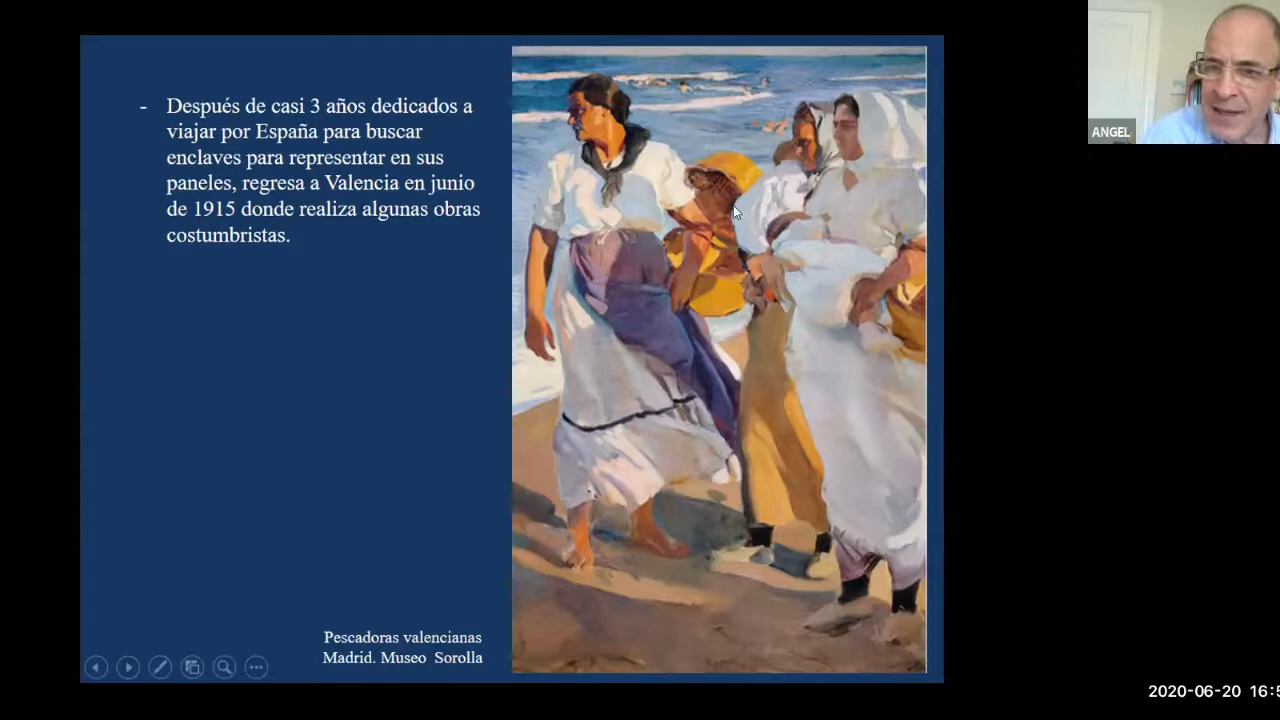 - Después de casi 3 años dedicados a
viajar por España para buscar
enclaves para representar en sus
paneles, regresa a Valencia en junio
de 1915 donde realiza algunas obras
costumbristas.
Pescadoras valencianas
Madrid. Museo Sorolla
ANGEL
2020-06-20 16:5